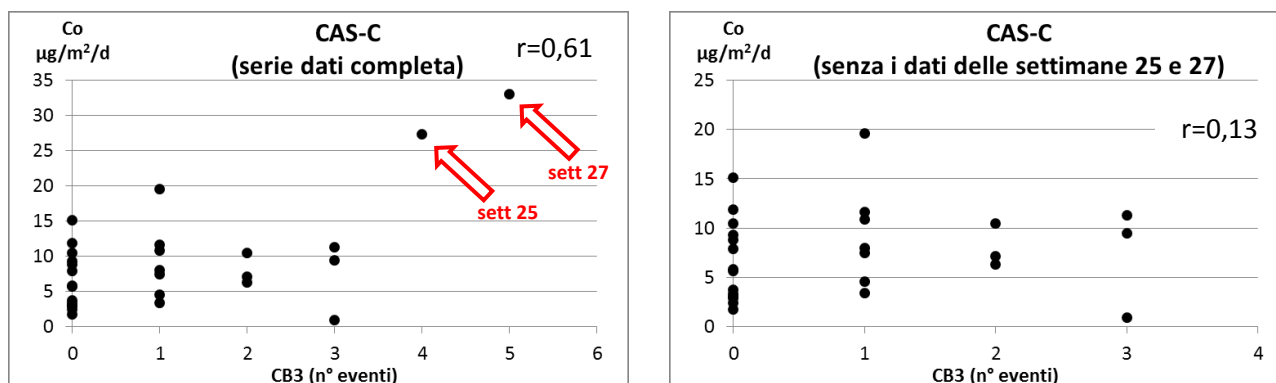 Co
µg/m²/d
CAS-C
(serie dati completa)
r=0,61
35
30
25
20
15
10
5
0
sett 27
sett 25
0 1 2 3 4 5 6
CB3 (n° eventi)
Co
µg/m²/d
CAS-C
(senza i dati delle settimane 25 e 27)
r=0,13
25
20
15
10
5
0
0 1 2 3 4
CB3 (n° eventi)